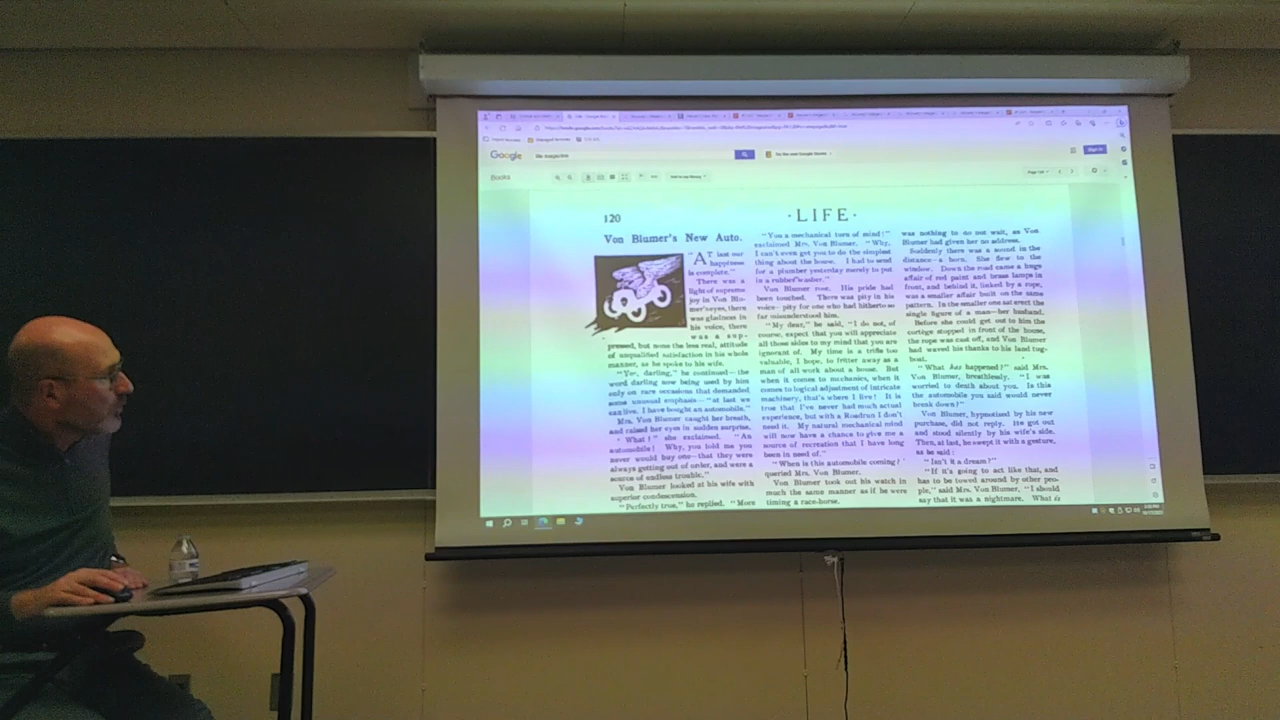 Google
life magazine
Sign in
Books
120
·LIFE·
Von Blumer's New Auto.
"AT last our
happiness
is complete."
There was a
light of supreme
joy in Von Blu-
mer's eyes, there
was gladness in
his voice, there
was a sup-
pressed, but none the less real, attitude
of unqualified satisfaction in his whole
manner, as he spoke to his wife.
"Yes, darling," he continued—the
word darling now being used by him
only on rare occasions that demanded
some unusual emphasis—"at last we
can live. I have bought an automobile."
Mrs. Von Blumer caught her breath,
and raised her eyes in sudden surprise.
"What!" she exclaimed. "An
automobile! Why, you told me you
never would buy one—that they were
always getting out of order, and were a
source of endless trouble."
Von Blumer looked at his wife with
superior condescension.
"Perfectly true," he replied. "More
"You a mechanical turn of mind!"
exclaimed Mrs. Von Blumer. "Why,
I can't even get you to do the simplest
thing about the house. I had to send
for a plumber yesterday merely to put
in a rubber washer."
Von Blumer rose. His pride had
been touched. There was pity in his
voice—pity for one who had hitherto so
far misunderstood him.
"My dear," he said, "I do not, of
course, expect that you will appreciate
all those sides to my mind that you are
ignorant of. My time is a trifle too
valuable, I hope, to fritter away as a
man of all work about a house. But
when it comes to mechanics, when it
comes to logical adjustment of intricate
machinery, that's where I live! It is
true that I've never had much actual
experience, but with a Roadrun I don't
need it. My natural mechanical mind
will now have a chance to give me a
source of recreation that I have long
been in need of."
"When is this automobile coming?"
queried Mrs. Von Blumer.
Von Blumer took out his watch in
much the same manner as if he were
timing a race-horse.
was nothing to do but wait, as Von
Blumer had given her no address.
Suddenly there was a sound in the
distance—a horn. She flew to the
window. Down the road came a huge
affair of red paint and brass lamps in
front, and behind it, linked by a rope,
was a smaller affair built on the same
pattern. In the smaller one sat erect the
single figure of a man—her husband.
Before she could get out to him the
cortège stopped in front of the house,
the rope was cast off, and Von Blumer
had waved his thanks to his land tug-
boat.
"What has happened?" said Mrs.
Von Blumer, breathlessly. "I was
worried to death about you. Is this
the automobile you said would never
break down?"
Von Blumer, hypnotised by his new
purchase, did not reply. He got out
and stood silently by his wife's side.
Then, at last, he swept it with a gesture,
as he said:
"Isn't it a dream?"
"If it's going to act like that, and
has to be towed around by other peo-
ple," said Mrs. Von Blumer, "I should
say that it was a nightmare. What is